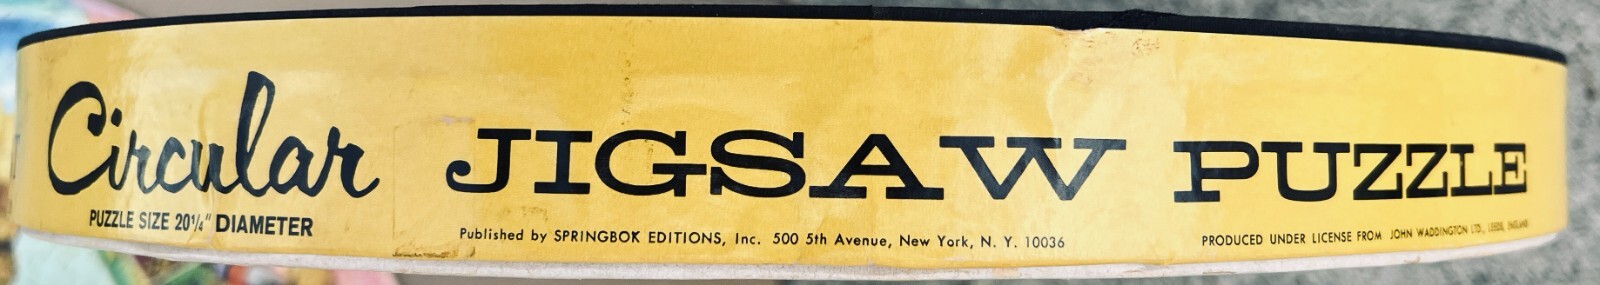 Circular JIGSAW PUZZLE
PUZZLE SIZE 20¼" DIAMETER
Published by SPRINGBOK EDITIONS, Inc. 500 5th Avenue, New York, N. Y. 10036
PRODUCED UNDER LICENSE FROM JOHN WADDINGTON LTD., LEEDS, ENGLAND